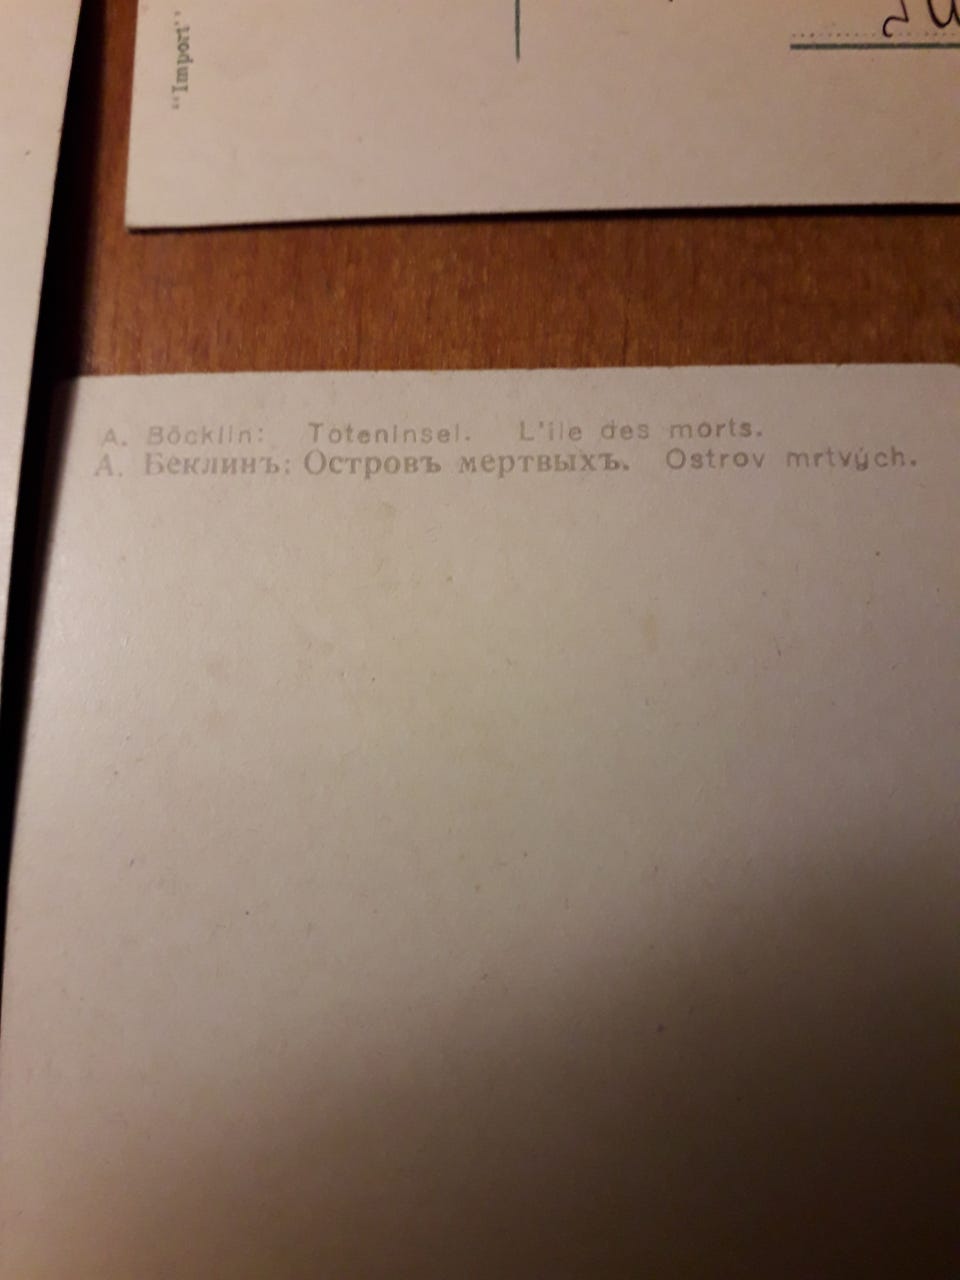 „Import“
A. Böcklin: Toteninsel. L'ile des morts.
А. Беклинъ: Островъ мертвыхъ. Ostrov mrtvých.